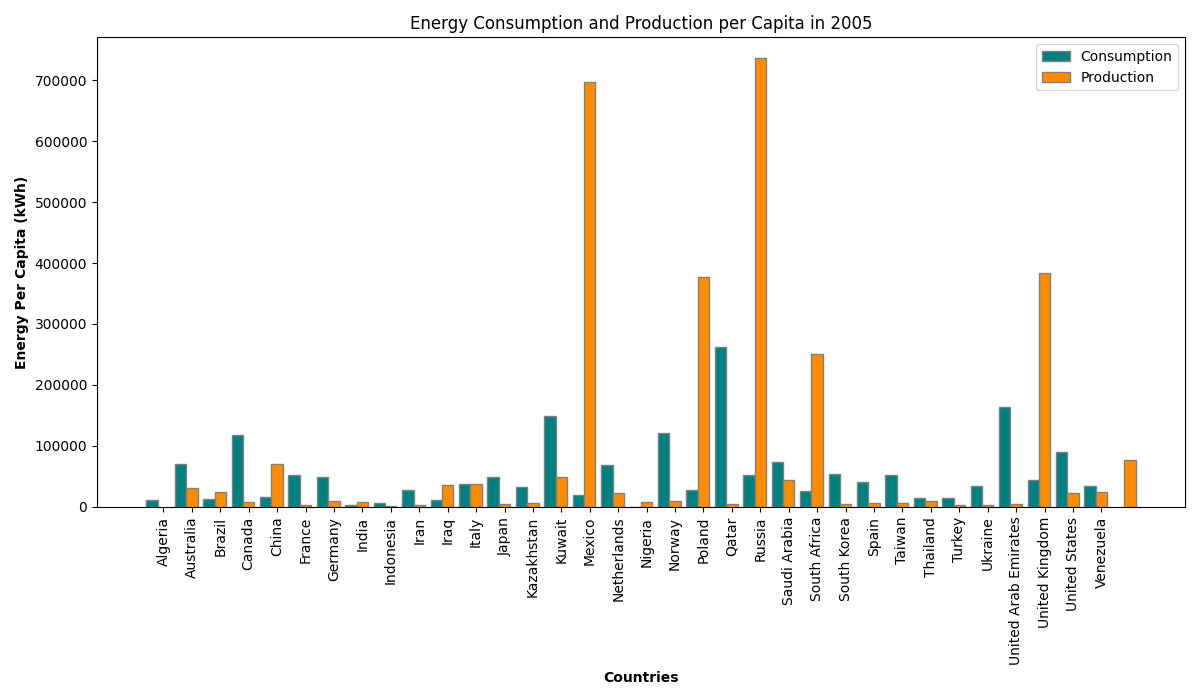 Energy Consumption and Production per Capita in 2005
Consumption
Production
Energy Per Capita (kWh)
700000
600000
500000
400000
300000
200000
100000
0
Algeria
Australia
Brazil
Canada
China
France
Germany
India
Indonesia
Iran
Iraq
Italy
Japan
Kazakhstan
Kuwait
Mexico
Netherlands
Nigeria
Norway
Poland
Qatar
Russia
Saudi Arabia
South Africa
South Korea
Spain
Taiwan
Thailand
Turkey
Ukraine
United Arab Emirates
United Kingdom
United States
Venezuela
Countries